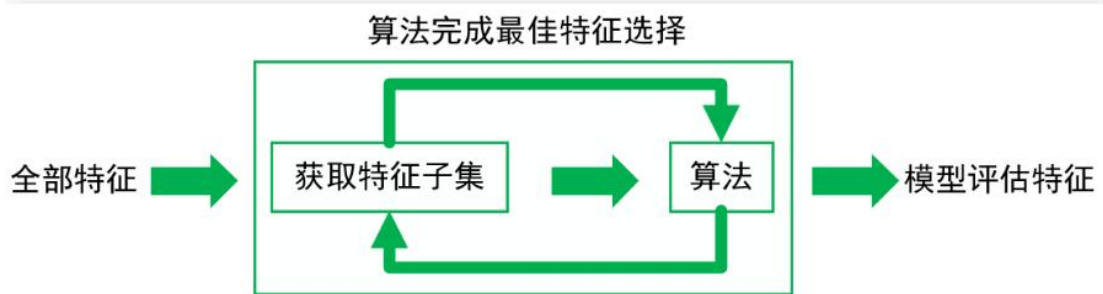 算法完成最佳特征选择
全部特征
获取特征子集
算法
模型评估特征